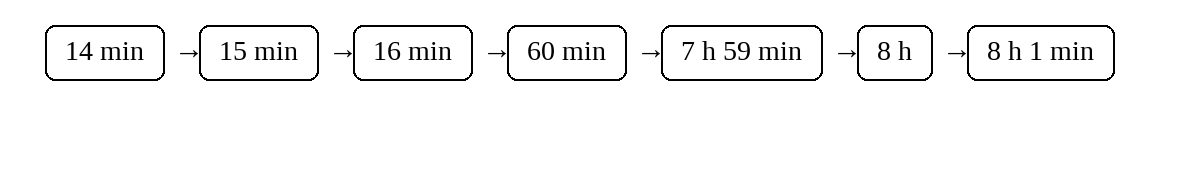 14 min → 15 min → 16 min → 60 min → 7 h 59 min → 8 h → 8 h 1 min